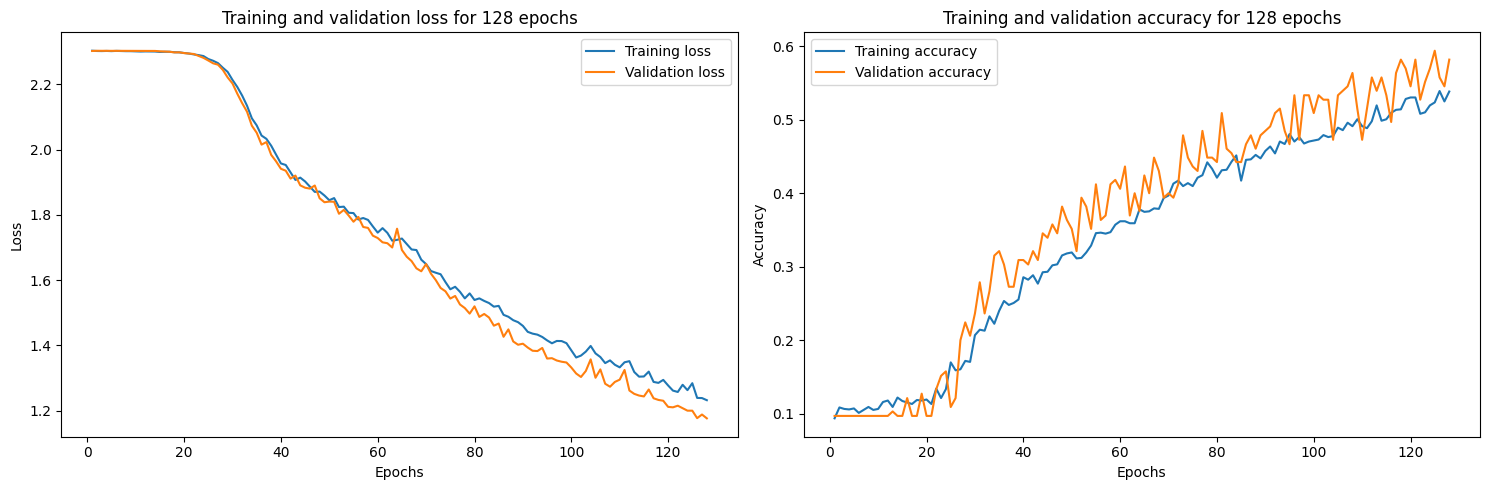 Training and validation loss for 128 epochs
Training loss
Validation loss
2.2
2.0
1.8
1.6
1.4
1.2
Loss
0 20 40 60 80 100 120
Epochs
Training and validation accuracy for 128 epochs
Training accuracy
Validation accuracy
0.6
0.5
0.4
0.3
0.2
0.1
Accuracy
0 20 40 60 80 100 120
Epochs